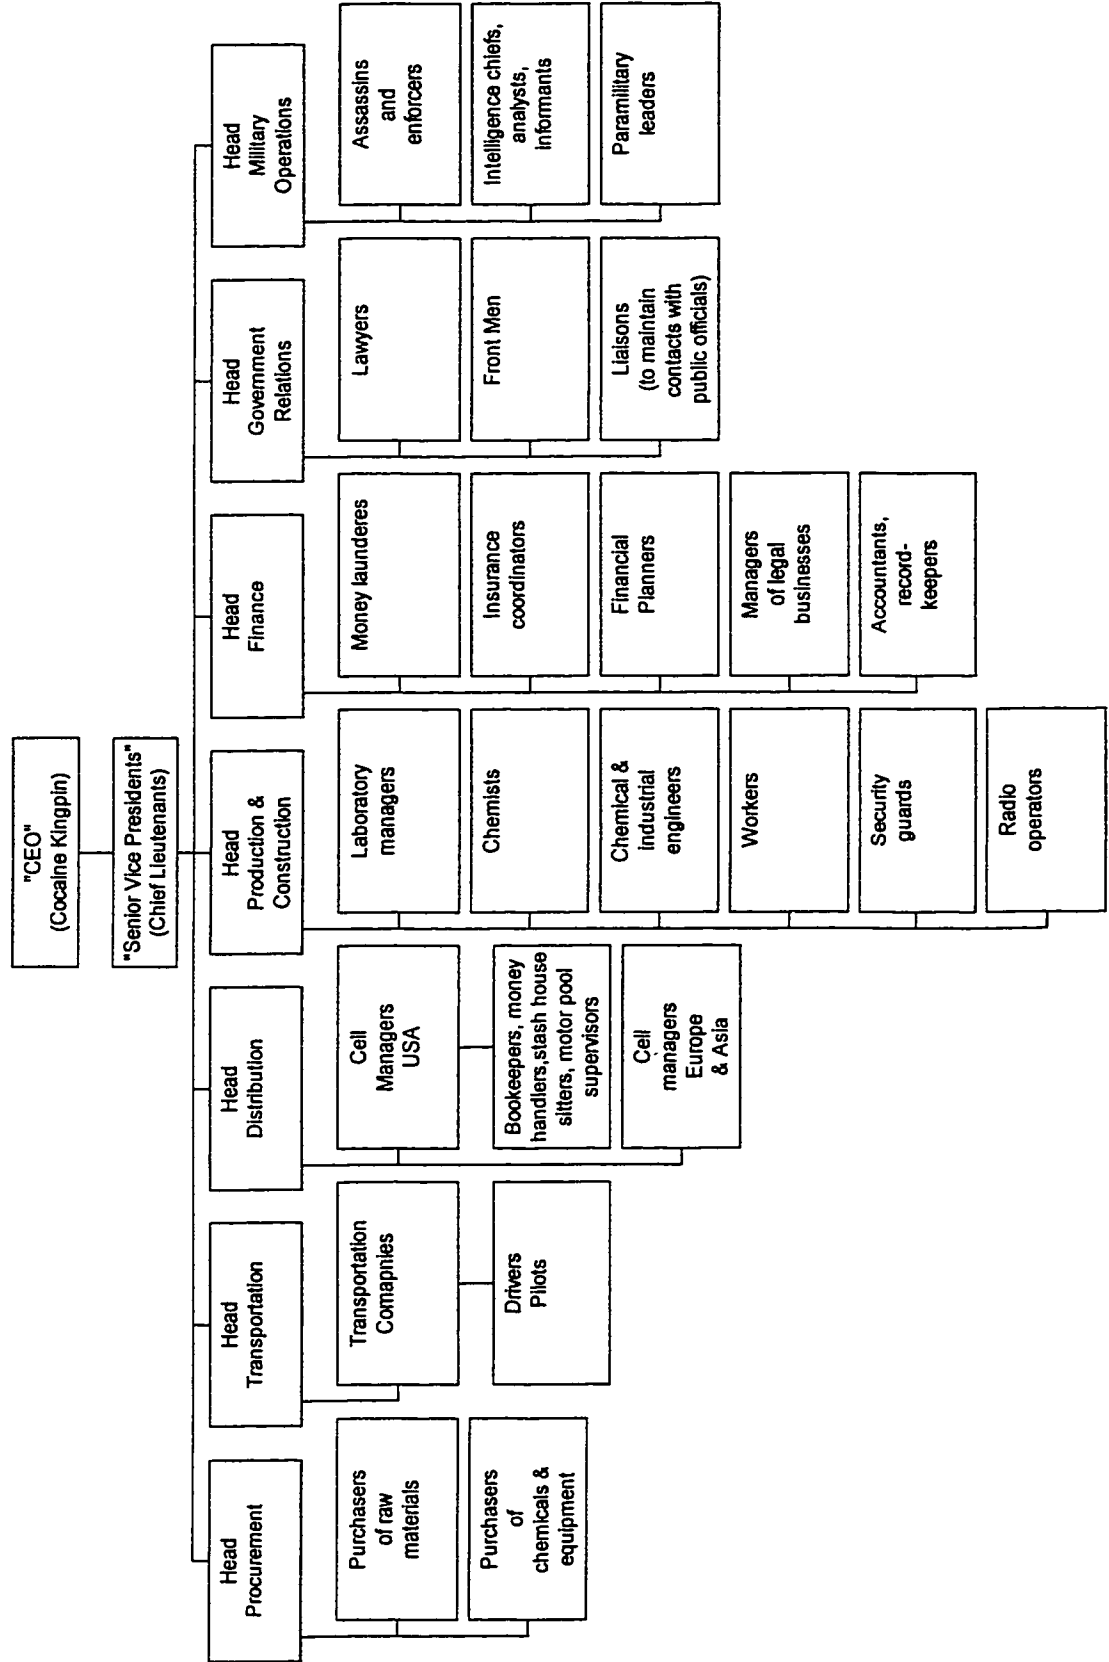 "CEO"
(Cocaine Kingpin)
"Senior Vice Presidents"
(Chief Lieutenants)
Head
Procurement
Purchasers
of raw
materials
Purchasers
of
chemicals &
equipment
Head
Transportation
Transportation
Comapnies
Drivers
Pilots
Head
Distribution
Cell
Managers
USA
Bookepers, money
handlers,stash house
sitters, motor pool
supervisors
Cell
managers
Europe
& Asia
Head
Production &
Construction
Laboratory
managers
Chemists
Chemical &
industrial
engineers
Workers
Security
guards
Radio
operators
Head
Finance
Money launderes
Insurance
coordinators
Financial
Planners
Managers
of legal
businesses
Accountants,
record-
keepers
Head
Government
Relations
Lawyers
Front Men
Liaisons
(to maintain
contacts with
public officials)
Head
Military
Operations
Assassins
and
enforcers
Intelligence chiefs,
analysts,
informants
Paramilitary
leaders